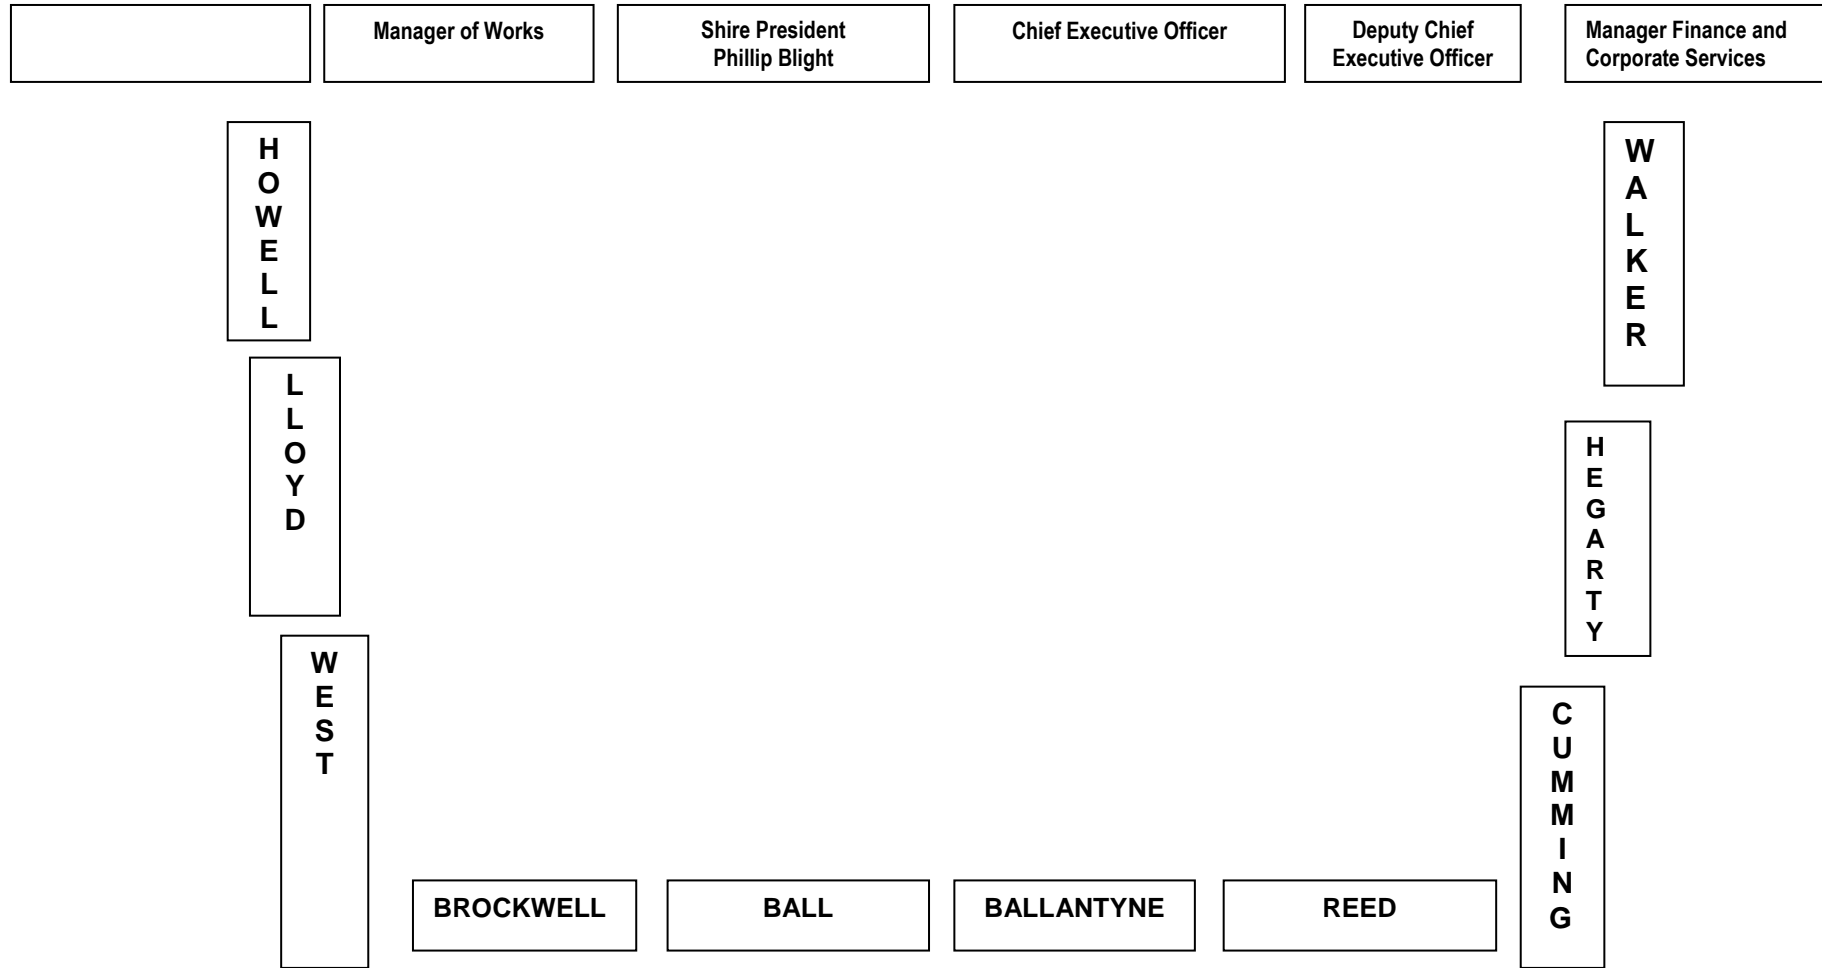 Manager of Works
Shire President
Phillip Blight
Chief Executive Officer
Deputy Chief
Executive Officer
Manager Finance and
Corporate Services
HOWELL
LLOYD
WEST
WALKER
HEGARTY
CUMMING
BROCKWELL
BALL
BALLANTYNE
REED